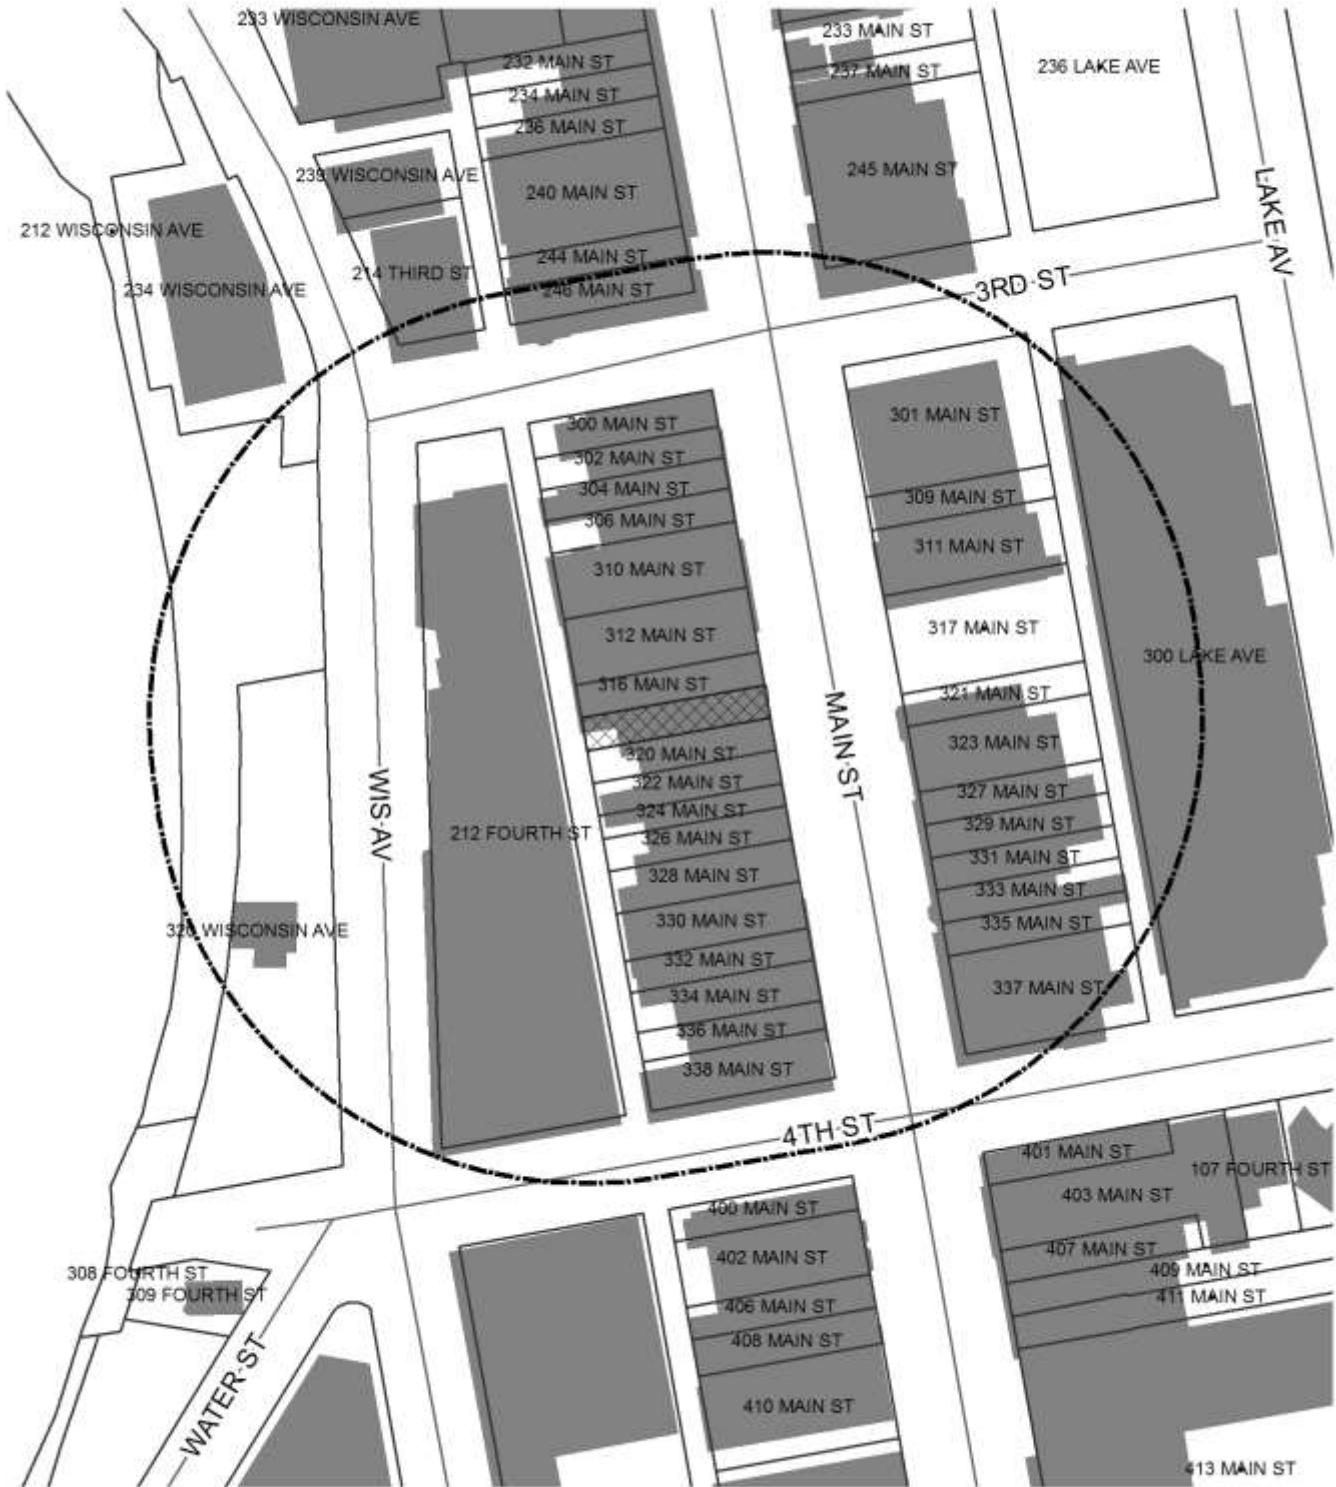 233 WISCONSIN AVE
233 MAIN ST
232 MAIN ST
236 LAKE AVE
237 MAIN ST
234 MAIN ST
236 MAIN ST
239 WISCONSIN AVE
245 MAIN ST
240 MAIN ST
LAKE AV
212 WISCONSIN AVE
244 MAIN ST
214 THIRD ST
3RD ST
234 WISCONSIN AVE
246 MAIN ST
300 MAIN ST
301 MAIN ST
302 MAIN ST
304 MAIN ST
309 MAIN ST
306 MAIN ST
311 MAIN ST
310 MAIN ST
312 MAIN ST
317 MAIN ST
300 LAKE AVE
316 MAIN ST
321 MAIN ST
MAIN ST
323 MAIN ST
320 MAIN ST
322 MAIN ST
327 MAIN ST
324 MAIN ST
WIS AV
329 MAIN ST
212 FOURTH ST
326 MAIN ST
331 MAIN ST
328 MAIN ST
333 MAIN ST
330 MAIN ST
335 MAIN ST
320 WISCONSIN AVE
332 MAIN ST
337 MAIN ST
334 MAIN ST
336 MAIN ST
338 MAIN ST
4TH ST
401 MAIN ST
107 FOURTH ST
403 MAIN ST
400 MAIN ST
407 MAIN ST
402 MAIN ST
409 MAIN ST
308 FOURTH ST
309 FOURTH ST
411 MAIN ST
406 MAIN ST
408 MAIN ST
WATER ST
410 MAIN ST
413 MAIN ST